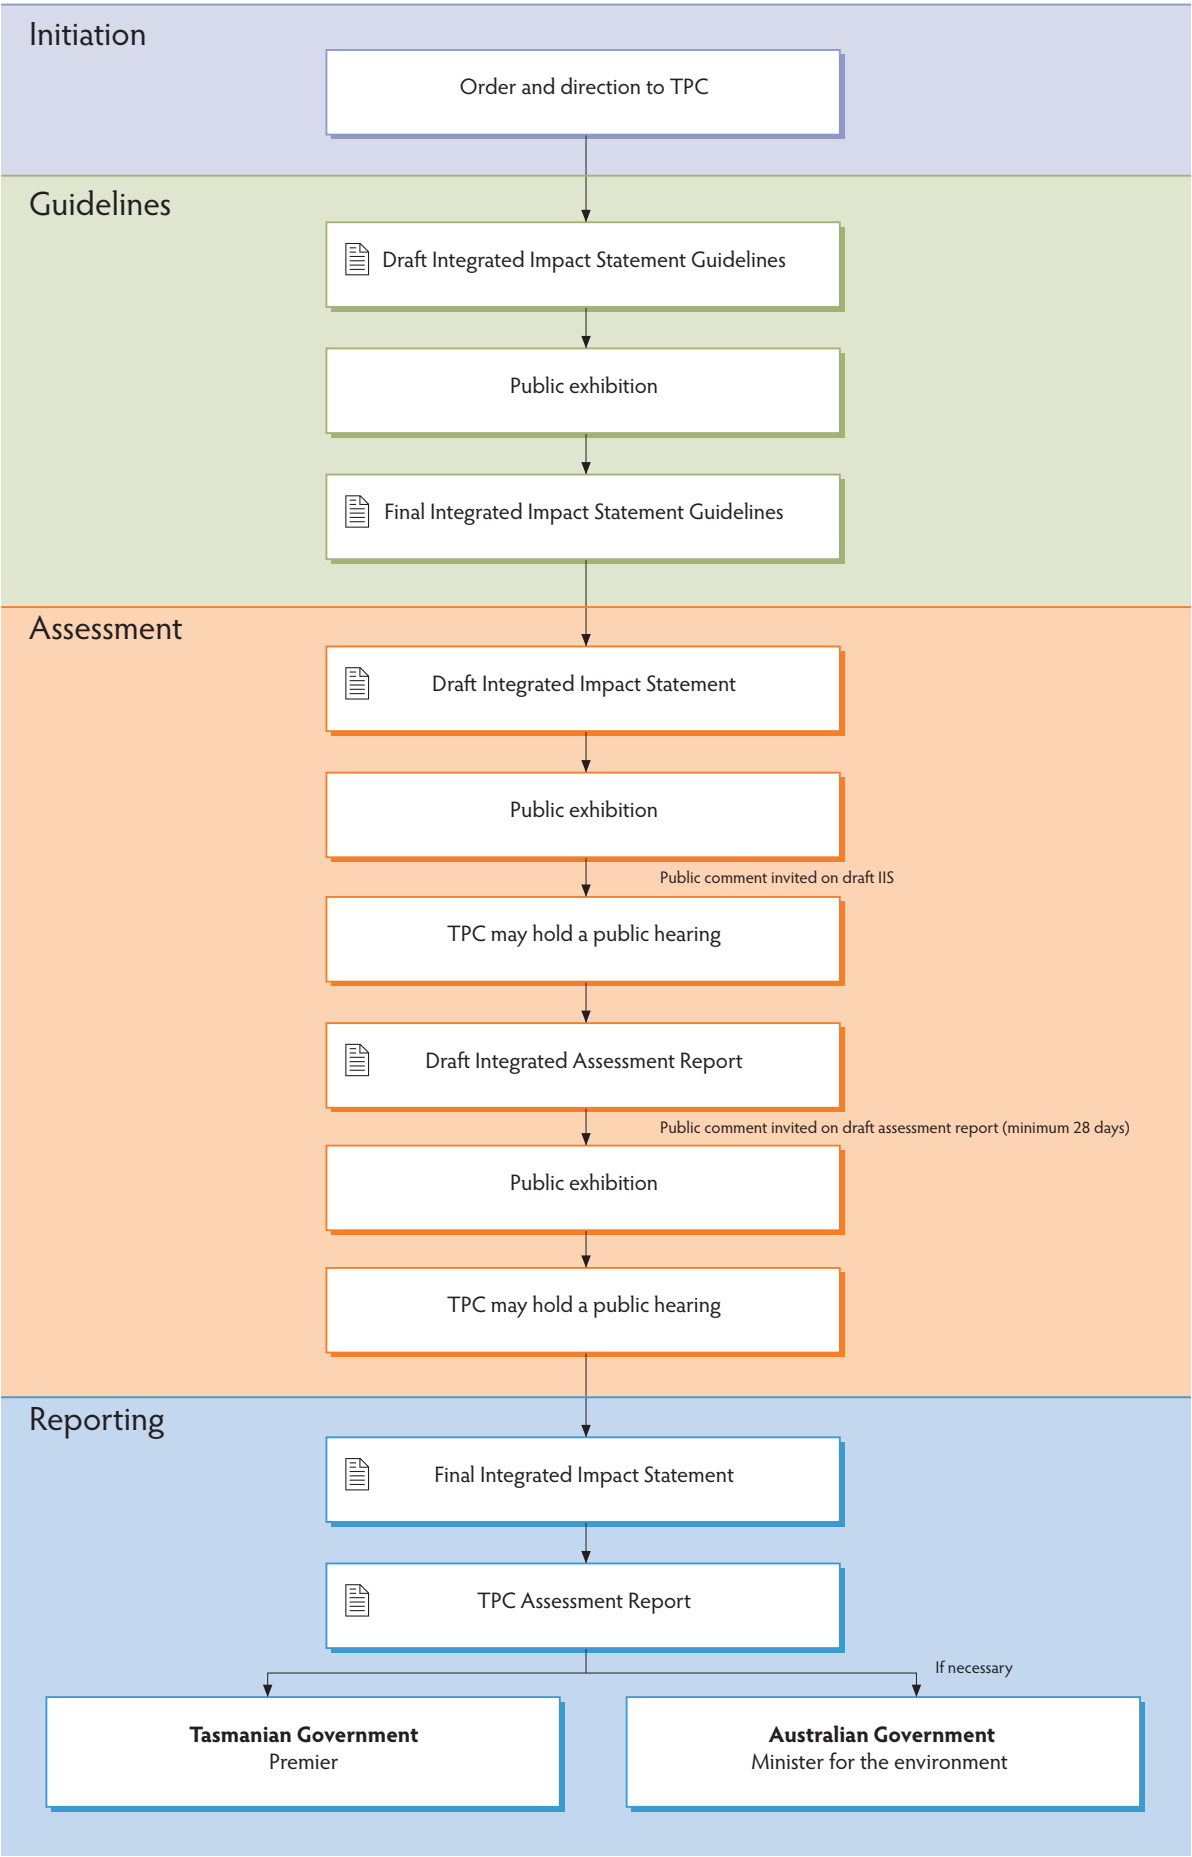 Initiation
Order and direction to TPC
Guidelines
Draft Integrated Impact Statement Guidelines
Public exhibition
Final Integrated Impact Statement Guidelines
Assessment
Draft Integrated Impact Statement
Public exhibition
Public comment invited on draft IIS
TPC may hold a public hearing
Draft Integrated Assessment Report
Public comment invited on draft assessment report (minimum 28 days)
Public exhibition
TPC may hold a public hearing
Reporting
Final Integrated Impact Statement
TPC Assessment Report
If necessary
Tasmanian Government
Premier
Australian Government
Minister for the environment